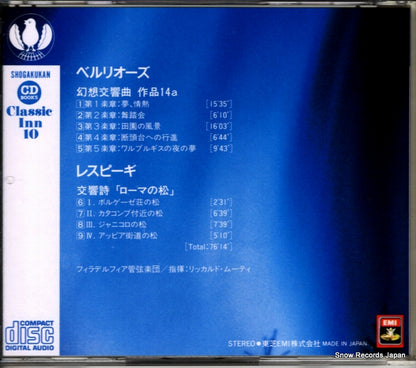 SHOGAKUKAN
CD
BOOKS
Classic
Inn
10
COMPACT
disc
DIGITAL AUDIO
ベルリオーズ
幻想交響曲 作品14a
1 第1楽章:夢、情熱 [15'35"]
2 第2楽章:舞踏会 [6'10"]
3 第3楽章:田園の風景 [16'03"]
4 第4楽章:断頭台への行進 [6'44"]
5 第5楽章:ワルプルギスの夜の夢 [9'43"]
レスピーギ
交響詩「ローマの松」
6 I. ボルゲーゼ荘の松 [2'31"]
7 II. カタコンブ付近の松 [6'39"]
8 III. ジャニコロの松 [7'39"]
9 IV. アッピア街道の松 [5'10"]
[Total:76'14"]
フィラデルフィア管弦楽団/指揮:リッカルド・ムーティ
STEREO●東芝EMI株式会社 MADE IN JAPAN
EMI
Snow Records Japan.com